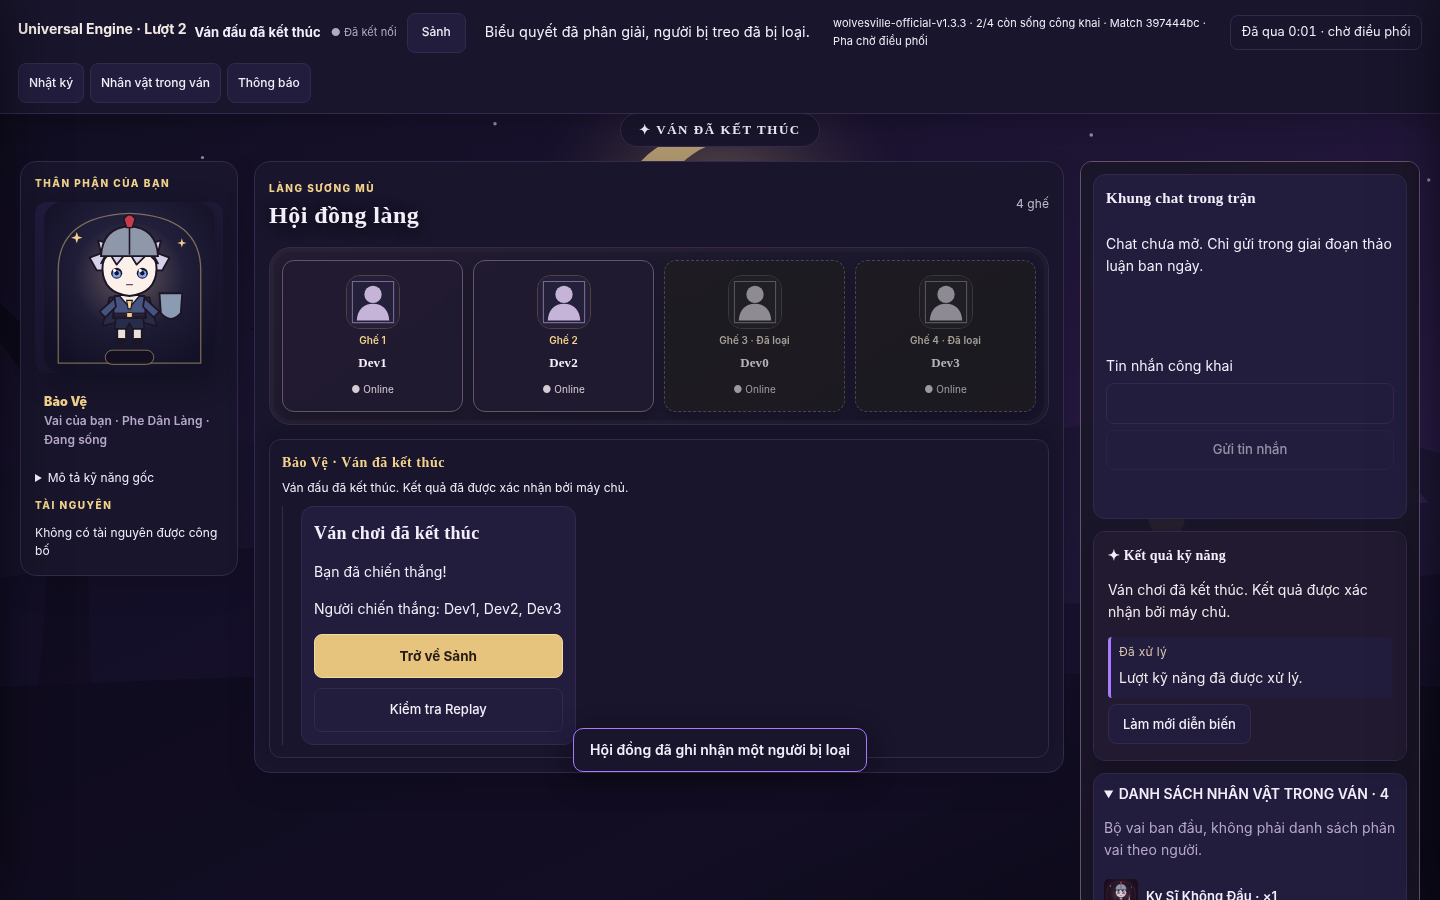 Universal Engine · Lượt 2
Ván đấu đã kết thúc
Đã kết nối
Sảnh
Biểu quyết đã phân giải, người bị treo đã bị loại.
wolvesville-official-v1.3.3 · 2/4 còn sống công khai · Match 397444bc ·
Pha chờ điều phối
Đã qua 0:01 · chờ điều phối
Nhật ký
Nhân vật trong ván
Thông báo
✦ VÁN ĐÃ KẾT THÚC
THÂN PHẬN CỦA BẠN
Bảo Vệ
Vai của bạn · Phe Dân Làng ·
Đang sống
Mô tả kỹ năng gốc
TÀI NGUYÊN
Không có tài nguyên được công
bố
LÀNG SƯƠNG MÙ
Hội đồng làng
4 ghế
Ghế 1
Dev1
Online
Ghế 2
Dev2
Online
Ghế 3 · Đã loại
Dev0
Online
Ghế 4 · Đã loại
Dev3
Online
Bảo Vệ · Ván đã kết thúc
Ván đấu đã kết thúc. Kết quả đã được xác nhận bởi máy chủ.
Ván chơi đã kết thúc
Bạn đã chiến thắng!
Người chiến thắng: Dev1, Dev2, Dev3
Trở về Sảnh
Kiểm tra Replay
Hội đồng đã ghi nhận một người bị loại
Khung chat trong trận
Chat chưa mở. Chỉ gửi trong giai đoạn thảo
luận ban ngày.
Tin nhắn công khai
Gửi tin nhắn
✦ Kết quả kỹ năng
Ván chơi đã kết thúc. Kết quả được xác
nhận bởi máy chủ.
Đã xử lý
Lượt kỹ năng đã được xử lý.
Làm mới diễn biến
DANH SÁCH NHÂN VẬT TRONG VÁN · 4
Bộ vai ban đầu, không phải danh sách phân
vai theo người.
Kỵ Sĩ Không Đầu · ×1